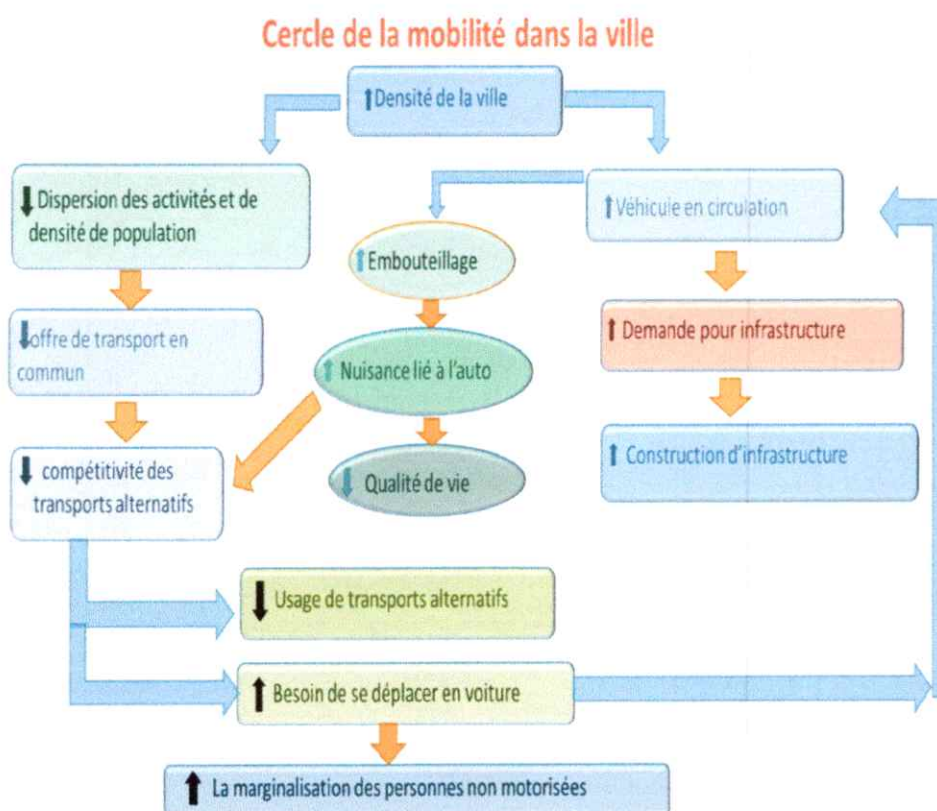 Cercle de la mobilité dans la ville
↑Densité de la ville
↓ Dispersion des activités et de
densité de population
↑Véhicule en circulation
↑Embouteillage
↓offre de transport en
commun
↑ Nuisance lié à l'auto
↑ Demande pour infrastructure
↓ compétitivité des
transports alternatifs
↓ Qualité de vie
↑ Construction d'infrastructure
↓ Usage de transports alternatifs
↑ Besoin de se déplacer en voiture
↑ La marginalisation des personnes non motorisées